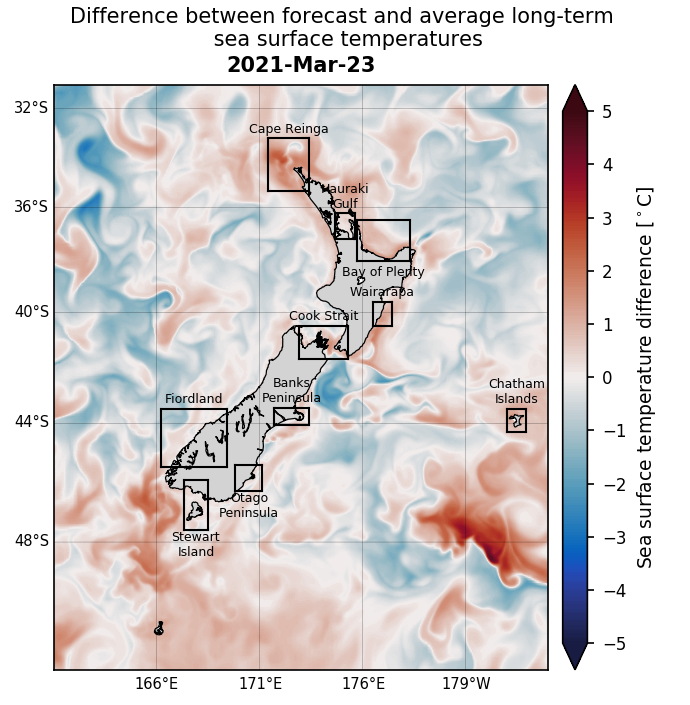 Difference between forecast and average long-term
sea surface temperatures
2021-Mar-23
32°S
36°S
40°S
44°S
48°S
166°E
171°E
176°E
179°W
Cape Reinga
Hauraki
Gulf
Bay of Plenty
Wairarapa
Cook Strait
Banks
Peninsula
Fiordland
Chatham
Islands
Otago
Peninsula
Stewart
Island
5
4
3
2
1
0
−1
−2
−3
−4
−5
Sea surface temperature difference [°C]